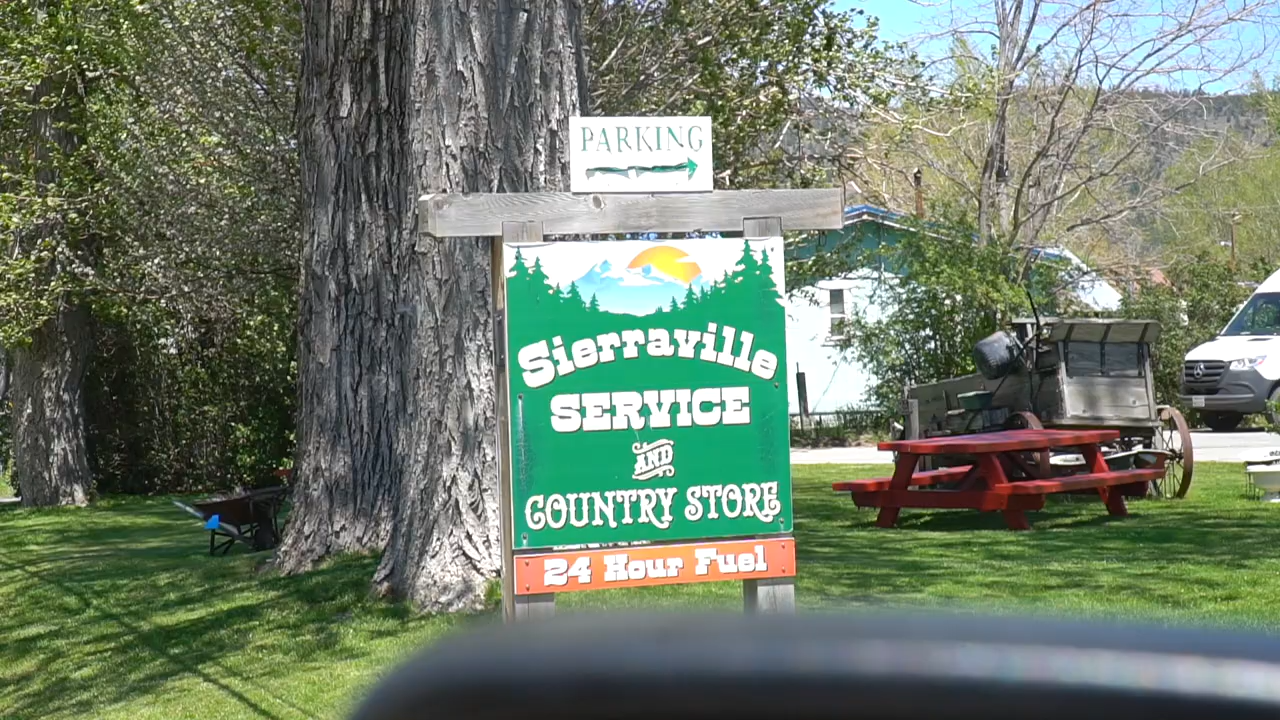 PARKING
Sierraville
SERVICE
AND
COUNTRY STORE
24 Hour Fuel